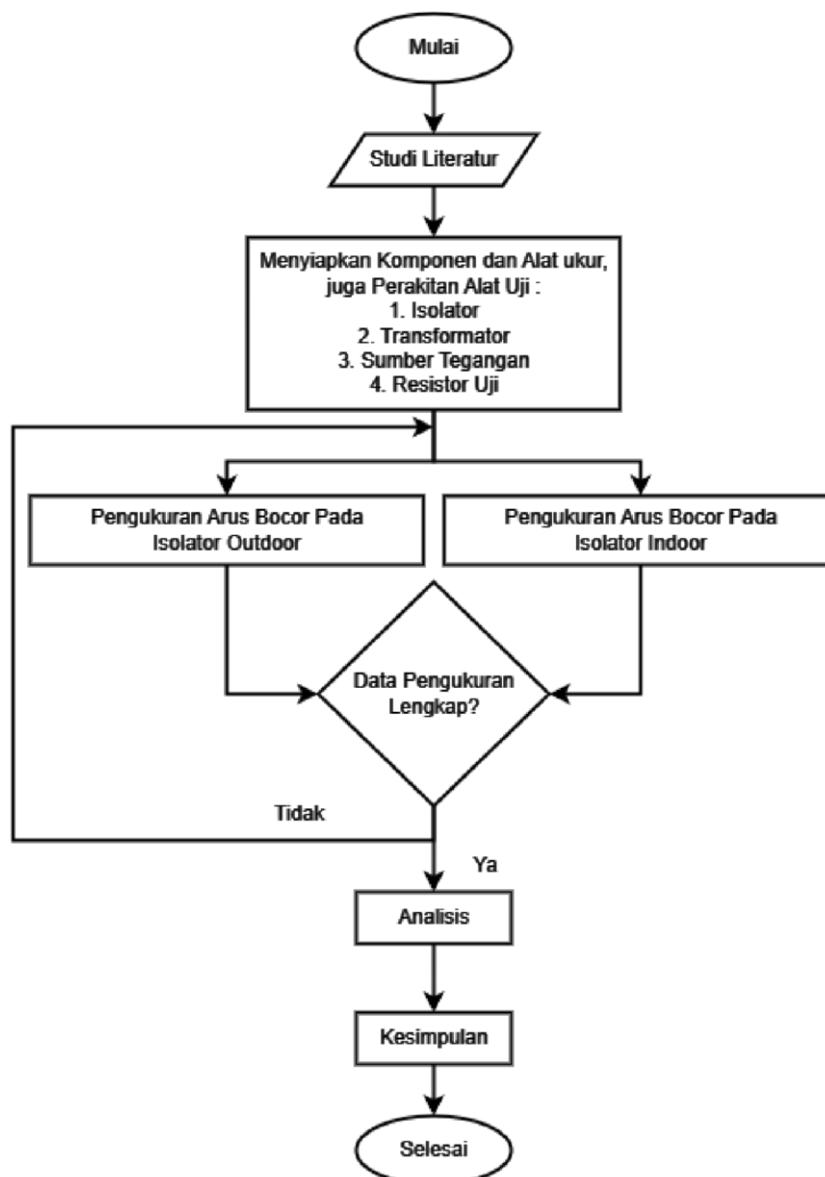 Mulai
Studi Literatur
Menyiapkan Komponen dan Alat ukur,
juga Perakitan Alat Uji :
1. Isolator
2. Transformator
3. Sumber Tegangan
4. Resistor Uji
Pengukuran Arus Bocor Pada
Isolator Outdoor
Pengukuran Arus Bocor Pada
Isolator Indoor
Data Pengukuran
Lengkap?
Tidak
Ya
Analisis
Kesimpulan
Selesai